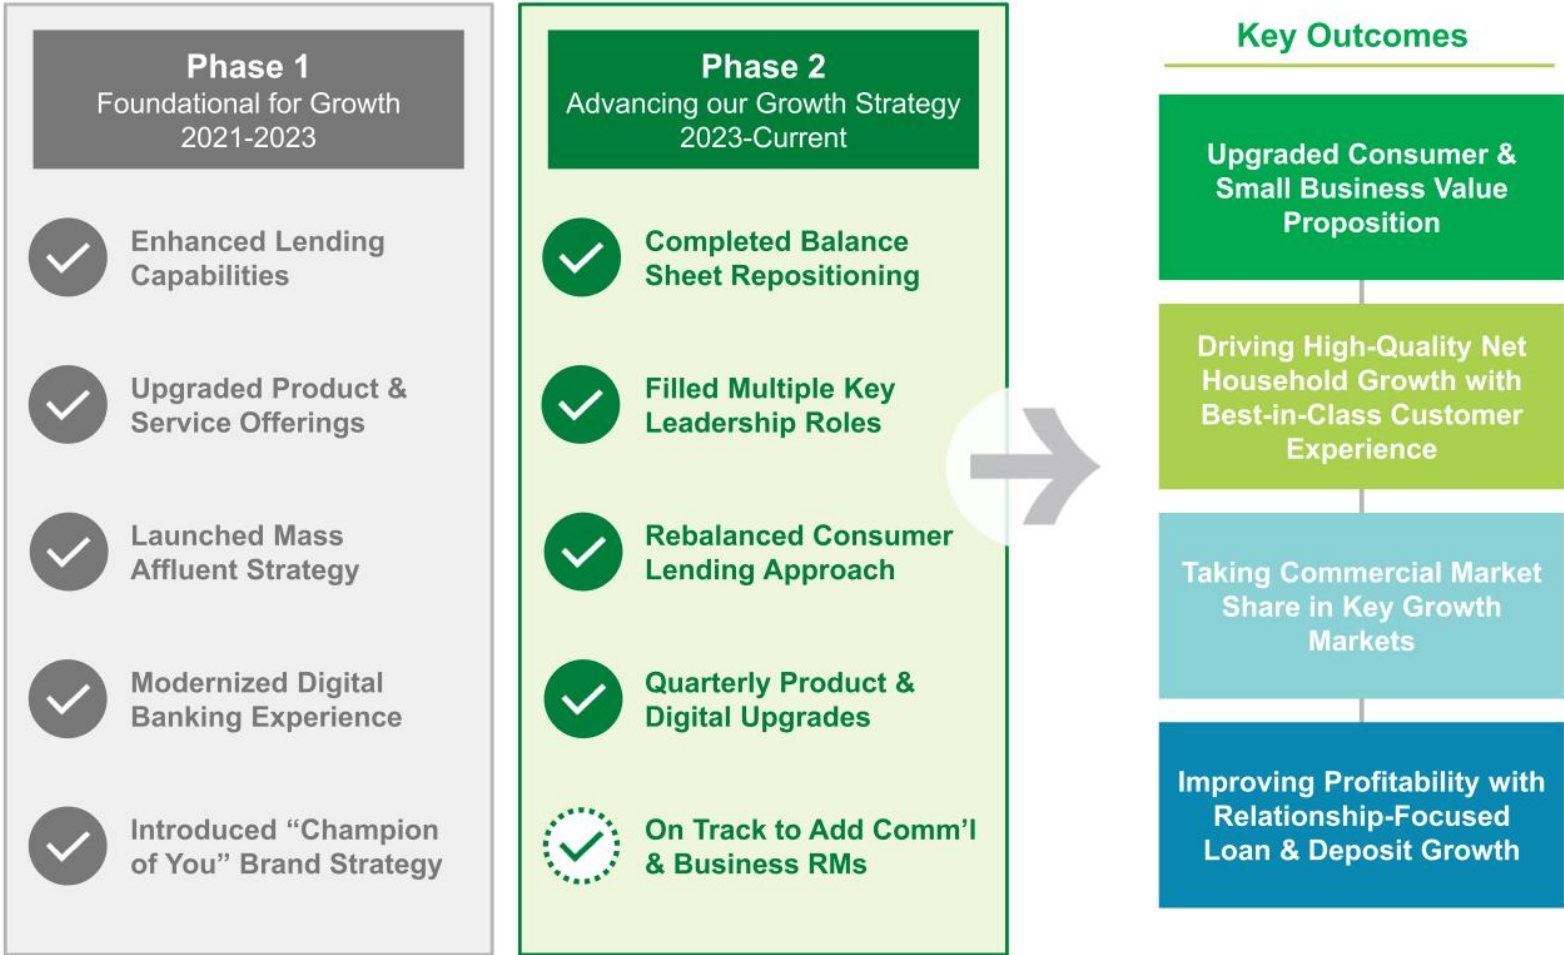 Phase 1
Foundational for Growth
2021-2023
Enhanced Lending
Capabilities
Upgraded Product &
Service Offerings
Launched Mass
Affluent Strategy
Modernized Digital
Banking Experience
Introduced “Champion
of You” Brand Strategy
Phase 2
Advancing our Growth Strategy
2023-Current
Completed Balance
Sheet Repositioning
Filled Multiple Key
Leadership Roles
Rebalanced Consumer
Lending Approach
Quarterly Product &
Digital Upgrades
On Track to Add Comm’l
& Business RMs
Key Outcomes
Upgraded Consumer &
Small Business Value
Proposition
Driving High-Quality Net
Household Growth with
Best-in-Class Customer
Experience
Taking Commercial Market
Share in Key Growth
Markets
Improving Profitability with
Relationship-Focused
Loan & Deposit Growth